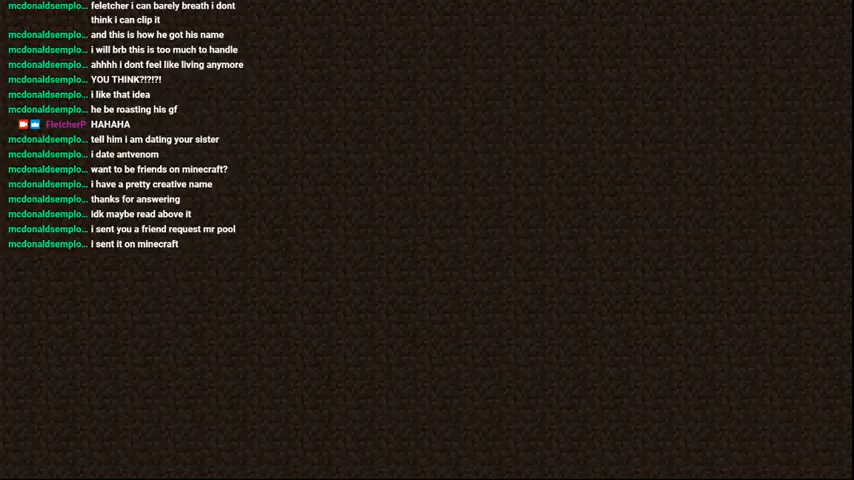 mcdonaldsemplo... feletcher i can barely breath i dont
think i can clip it
mcdonaldsemplo... and this is how he got his name
mcdonaldsemplo... i will brb this is too much to handle
mcdonaldsemplo... ahhhh i dont feel like living anymore
mcdonaldsemplo... YOU THINK?!?!?!
mcdonaldsemplo... i like that idea
mcdonaldsemplo... he be roasting his gf
FletcherP HAHAHA
mcdonaldsemplo... tell him i am dating your sister
mcdonaldsemplo... i date antvenom
mcdonaldsemplo... want to be friends on minecraft?
mcdonaldsemplo... i have a pretty creative name
mcdonaldsemplo... thanks for answering
mcdonaldsemplo... idk maybe read above it
mcdonaldsemplo... i sent you a friend request mr pool
mcdonaldsemplo... i sent it on minecraft